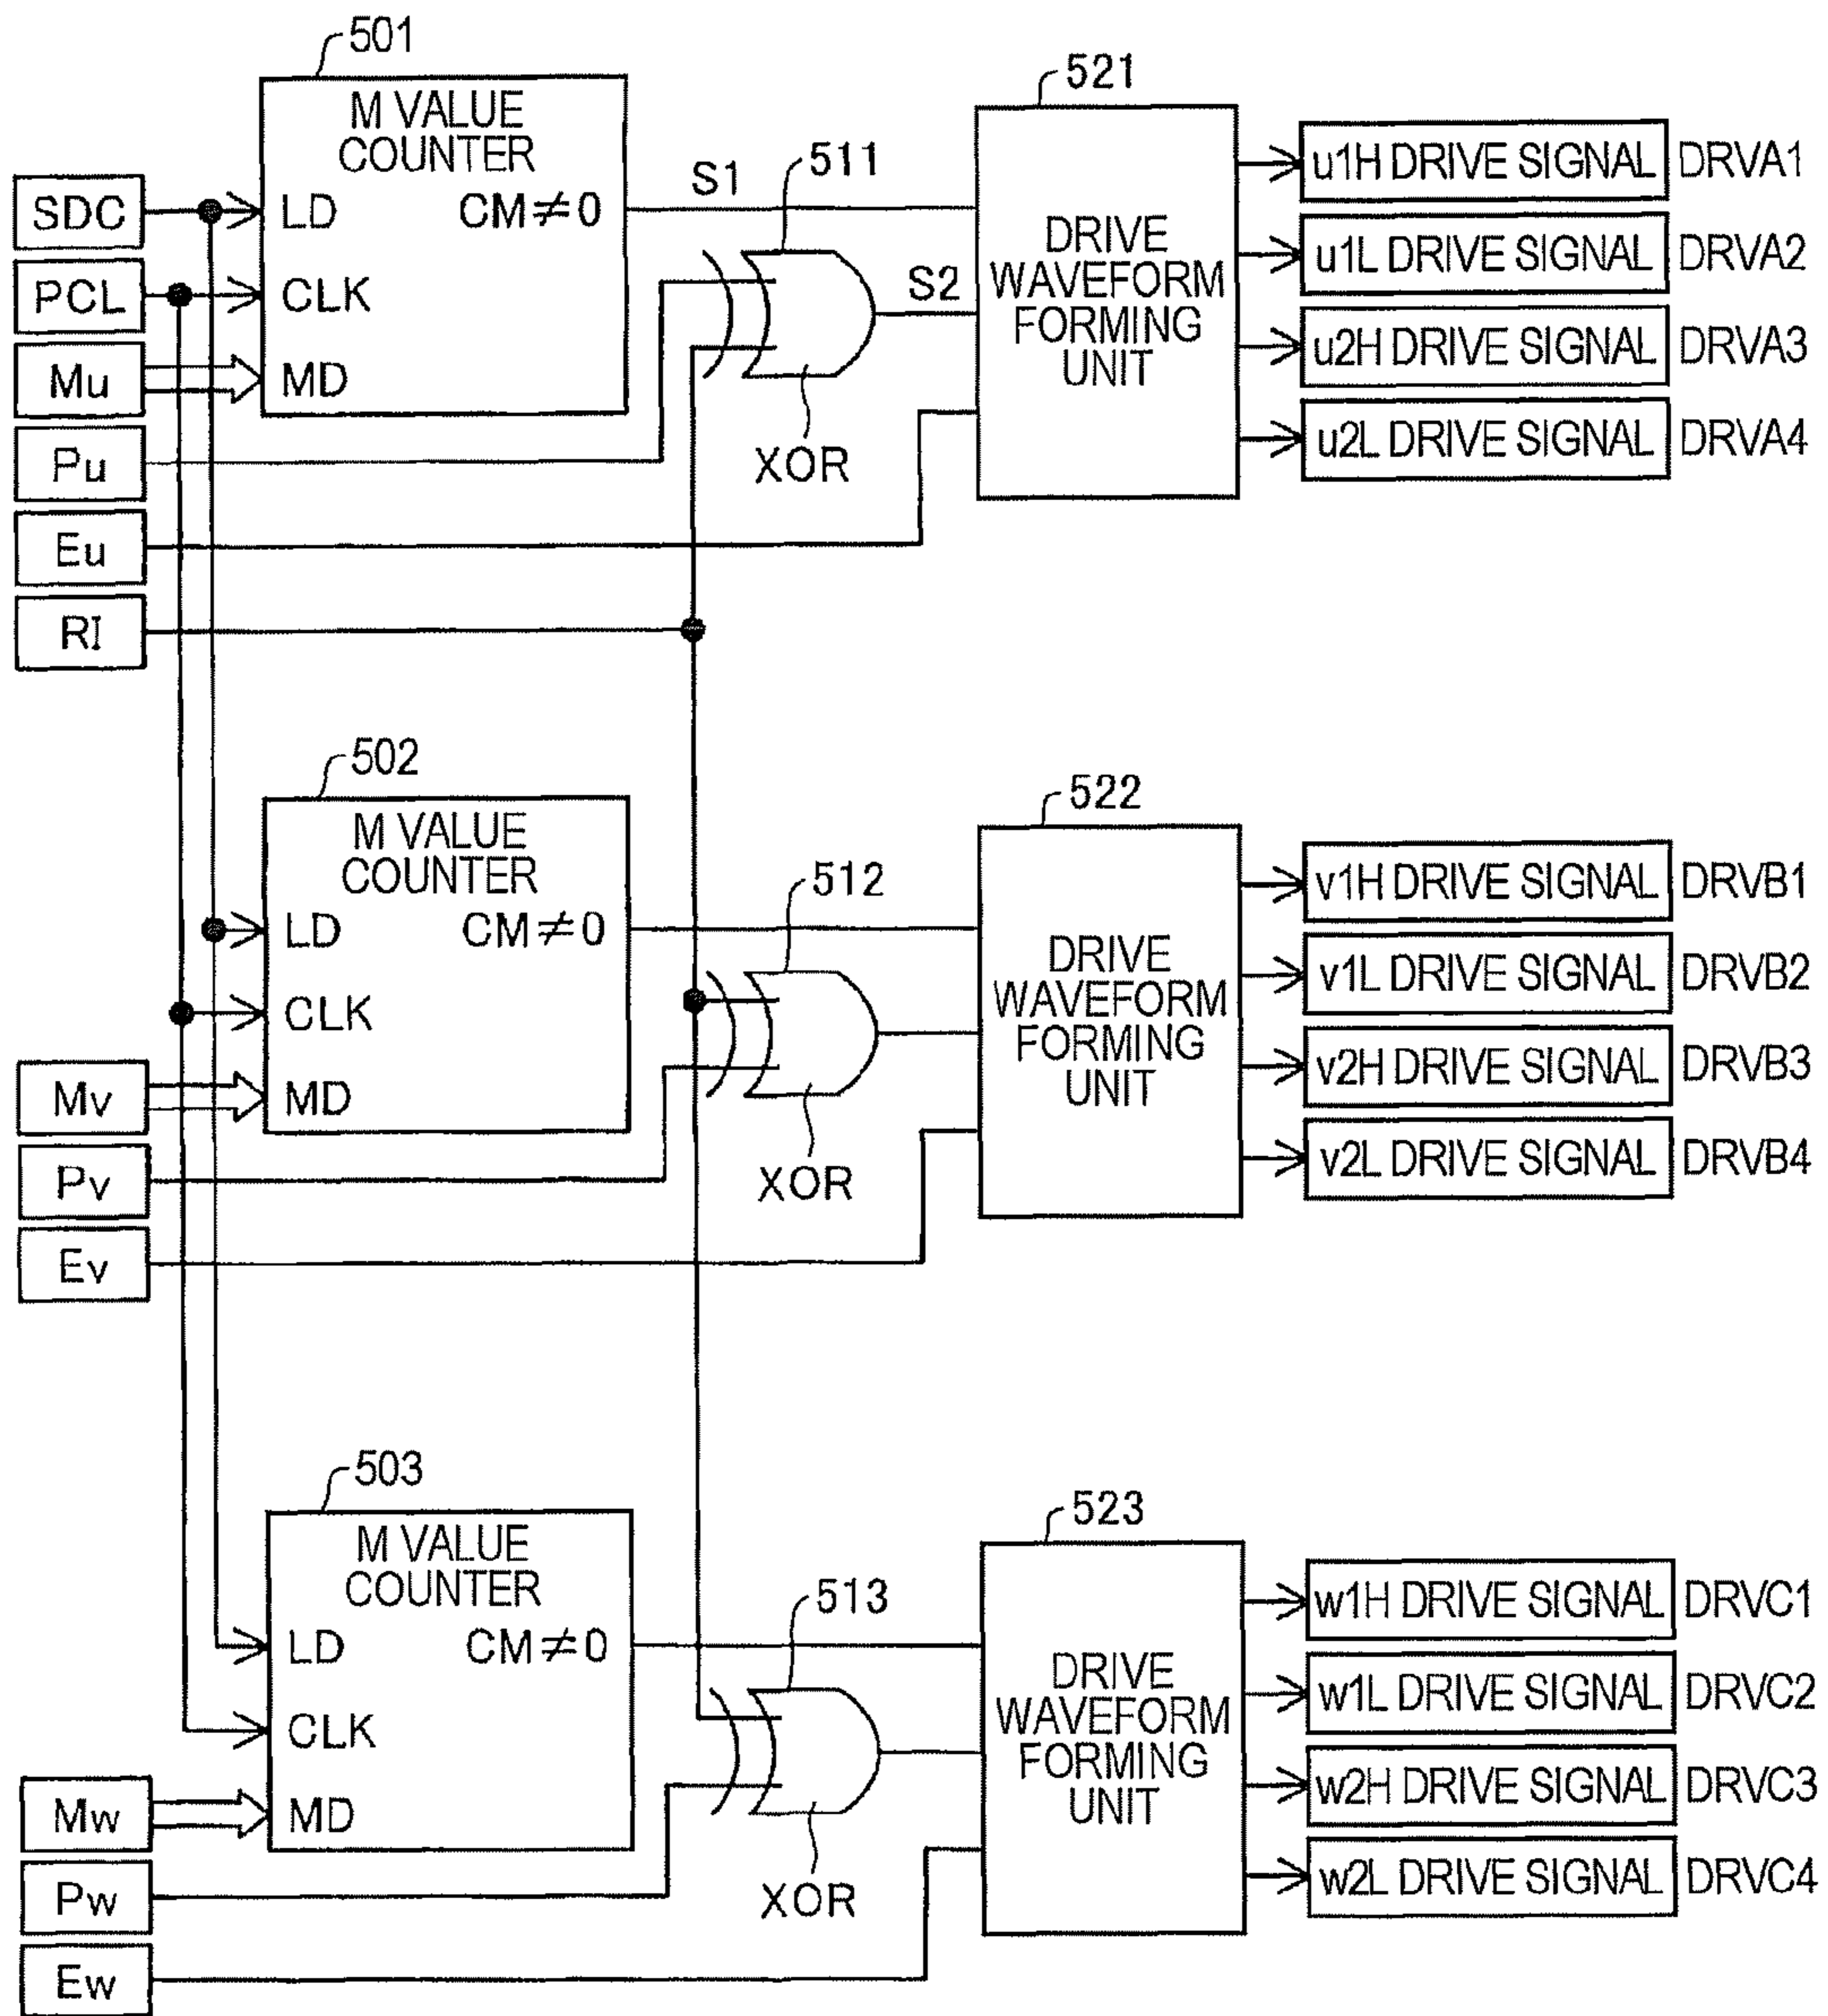 501
M VALUE
COUNTER
SDC
LD
CM≠0
PCL
CLK
Mu
MD
Pu
Eu
RI
S1
511
S2
XOR
521
DRIVE
WAVEFORM
FORMING
UNIT
u1H DRIVE SIGNAL DRVA1
u1L DRIVE SIGNAL DRVA2
u2H DRIVE SIGNAL DRVA3
u2L DRIVE SIGNAL DRVA4
502
M VALUE
COUNTER
LD
CM≠0
CLK
Mv
MD
Pv
Ev
512
XOR
522
DRIVE
WAVEFORM
FORMING
UNIT
v1H DRIVE SIGNAL DRVB1
v1L DRIVE SIGNAL DRVB2
v2H DRIVE SIGNAL DRVB3
v2L DRIVE SIGNAL DRVB4
503
M VALUE
COUNTER
LD
CM≠0
CLK
Mw
MD
Pw
Ew
513
XOR
523
DRIVE
WAVEFORM
FORMING
UNIT
w1H DRIVE SIGNAL DRVC1
w1L DRIVE SIGNAL DRVC2
w2H DRIVE SIGNAL DRVC3
w2L DRIVE SIGNAL DRVC4